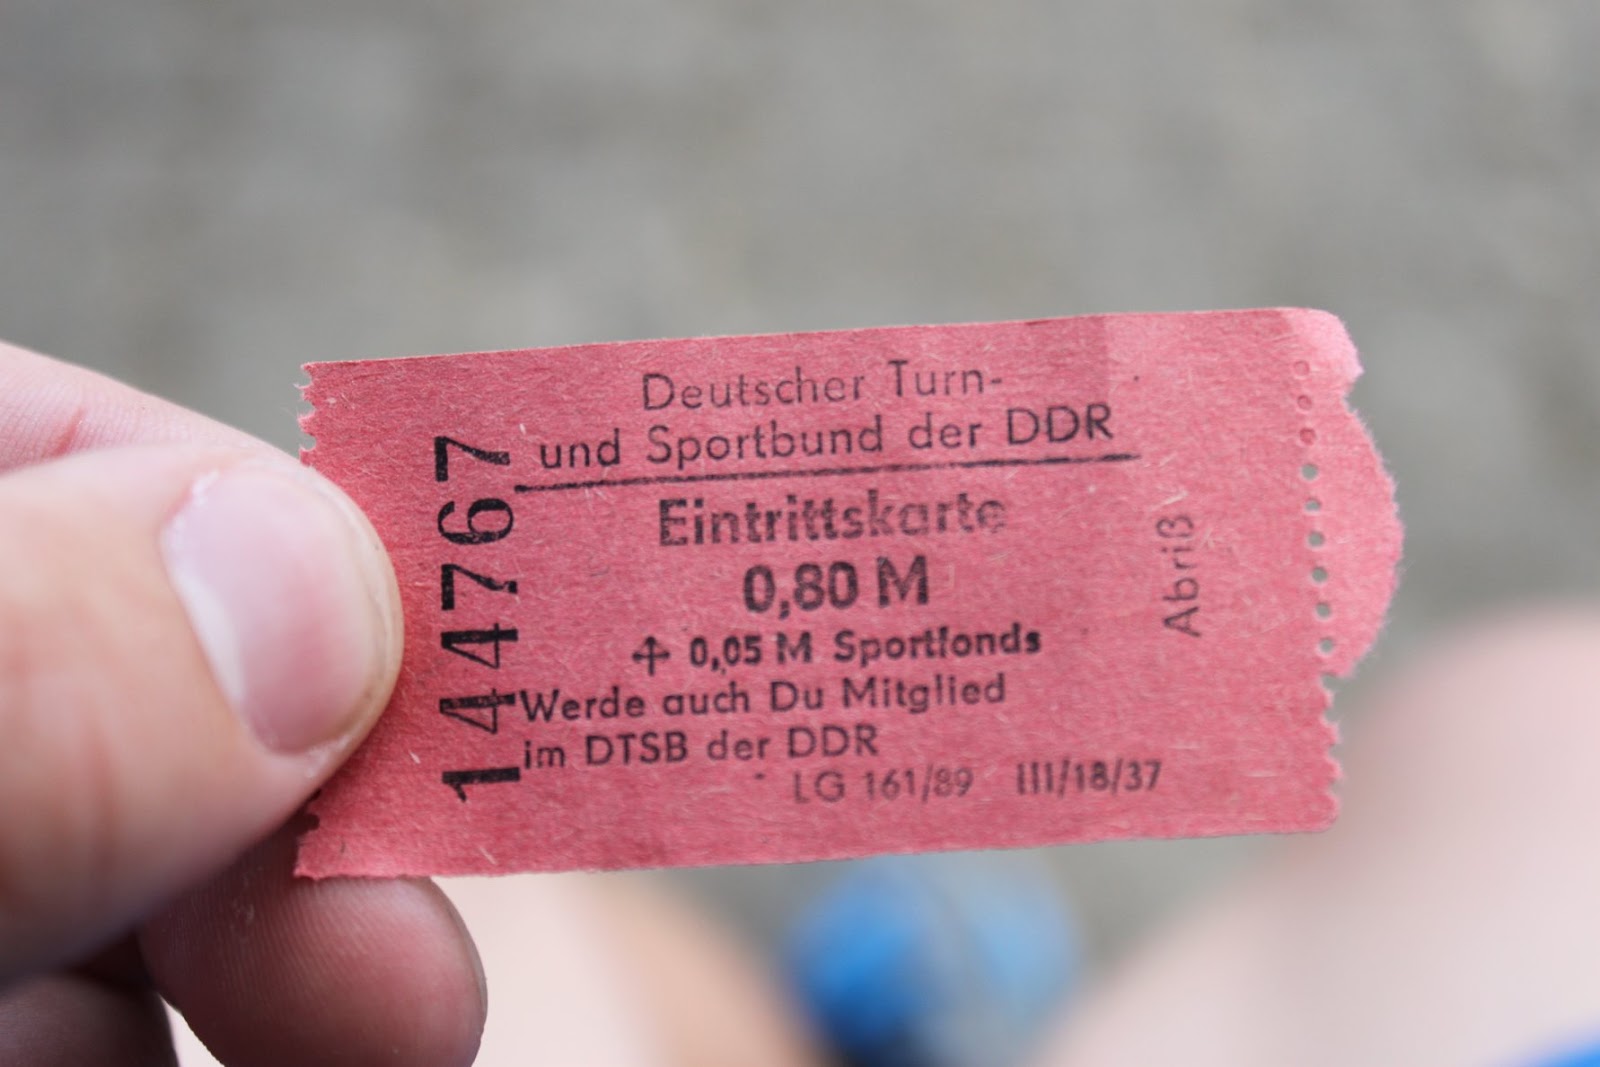 Deutscher Turn-
und Sportbund der DDR
Eintrittskarte
0,80 M
+ 0,05 M Sportfonds
Werde auch Du Mitglied
im DTSB der DDR
LG 161/89 III/18/37
144767
Abriß